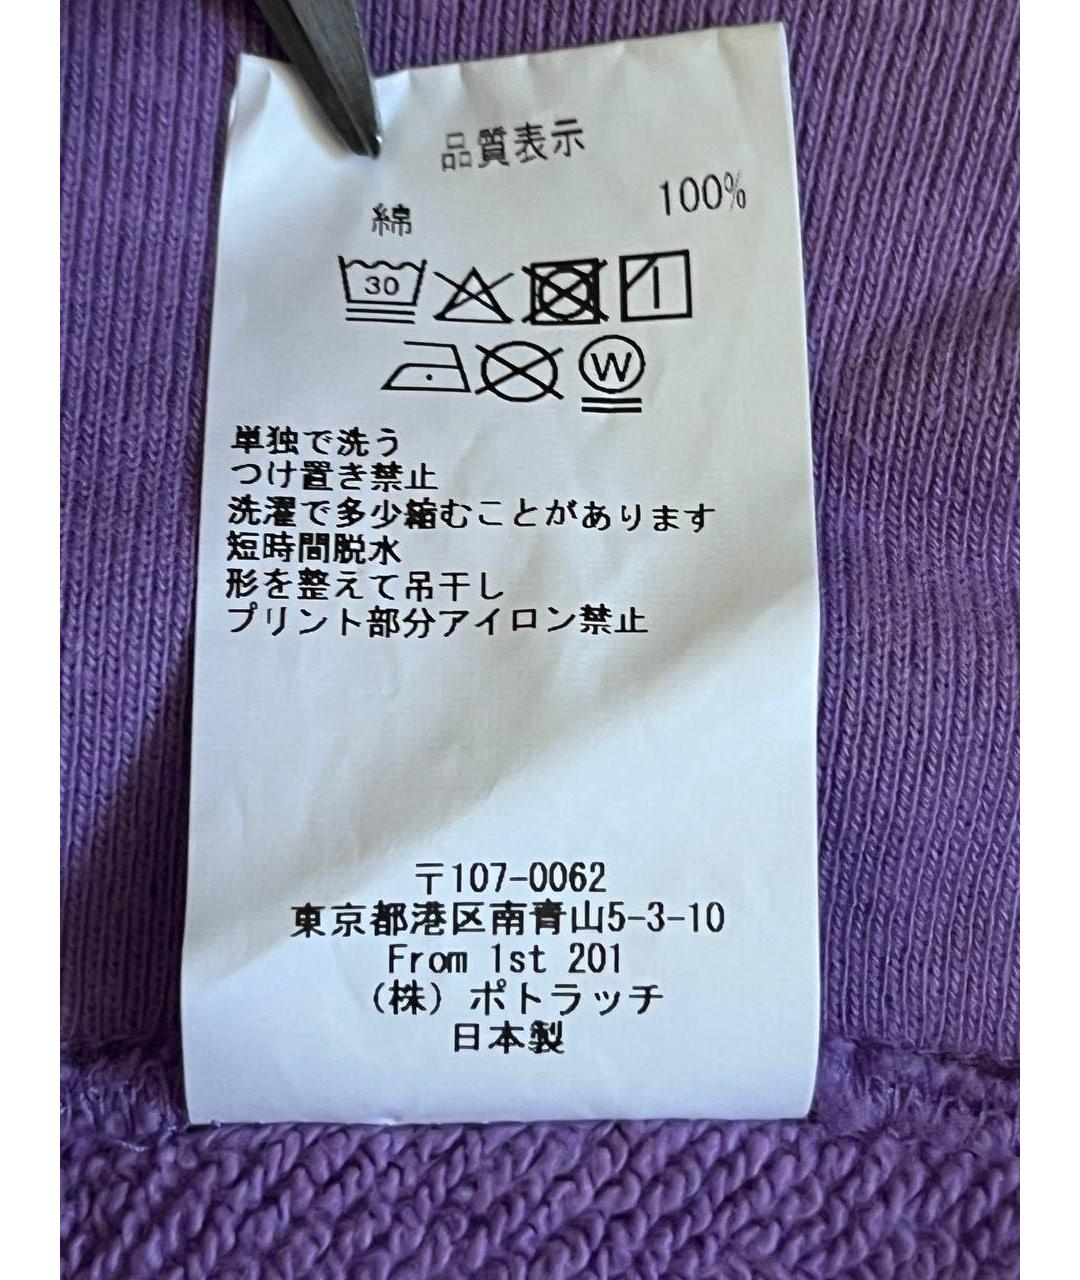 品質表示
綿 100%
30
W
単独で洗う
つけ置き禁止
洗濯で多少縮むことがあります
短時間脱水
形を整えて吊干し
プリント部分アイロン禁止
〒107-0062
東京都港区南青山5-3-10
From 1st 201
(株) ポトラッチ
日本製